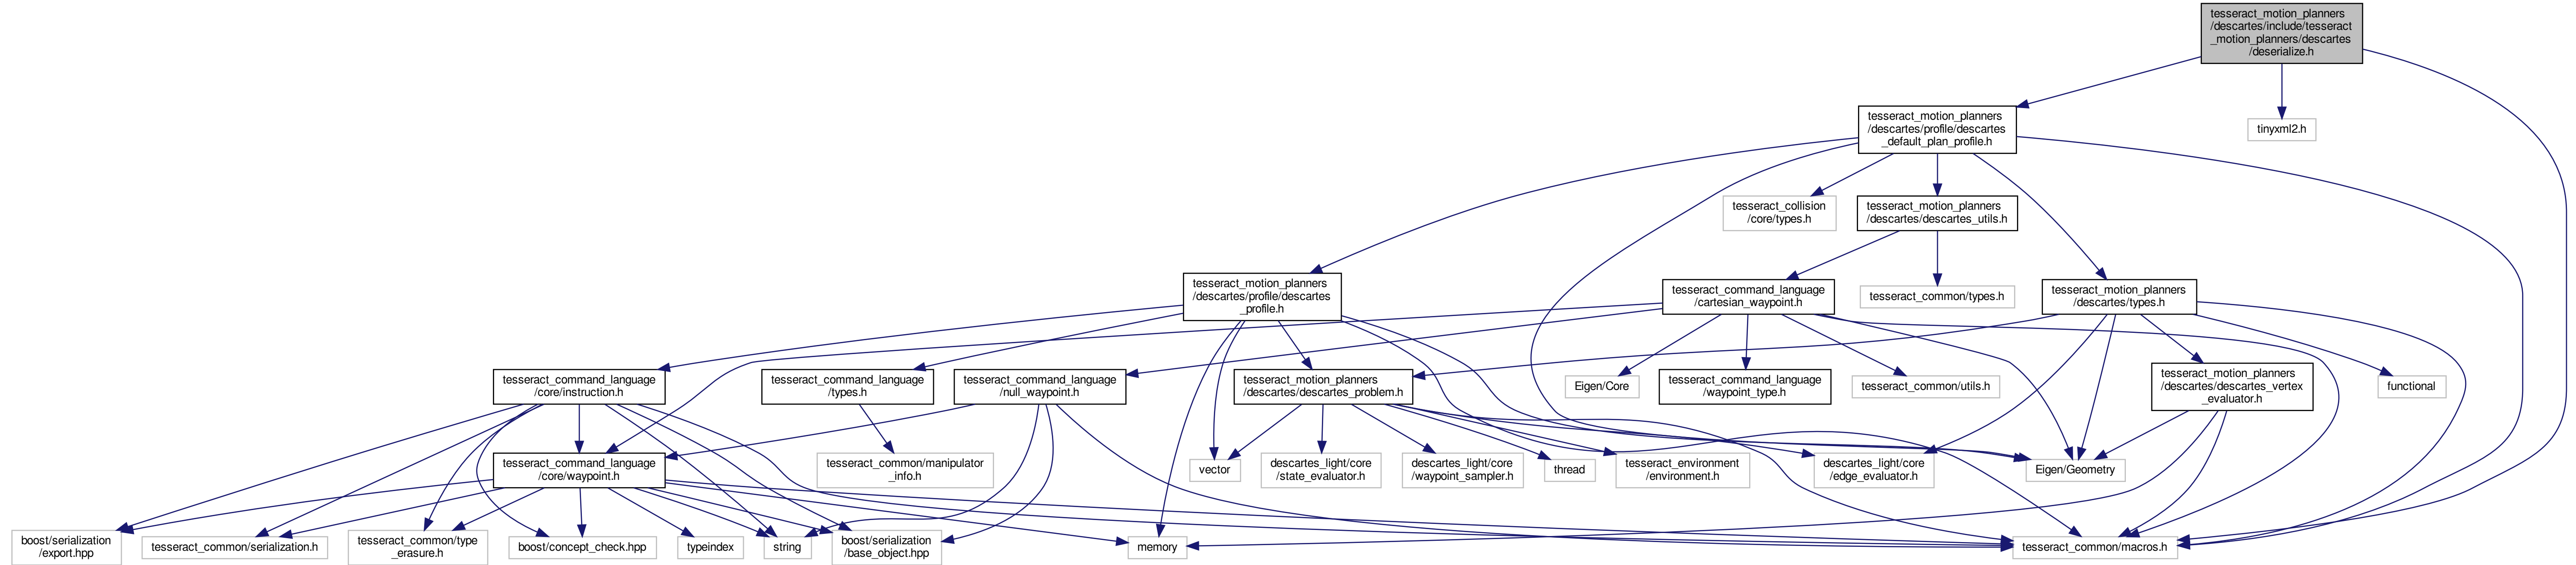 tesseract_motion_planners
/descartes/include/tesseract
_motion_planners/descartes
/deserialize.h
tesseract_motion_planners
/descartes/profile/descartes
_default_plan_profile.h
tinyxml2.h
tesseract_collision
/core/types.h
tesseract_motion_planners
/descartes/descartes_utils.h
tesseract_motion_planners
/descartes/profile/descartes
_profile.h
tesseract_command_language
/cartesian_waypoint.h
tesseract_common/types.h
tesseract_motion_planners
/descartes/types.h
tesseract_command_language
/core/instruction.h
tesseract_command_language
/types.h
tesseract_command_language
/null_waypoint.h
tesseract_motion_planners
/descartes/descartes_problem.h
Eigen/Core
tesseract_command_language
/waypoint_type.h
tesseract_common/utils.h
tesseract_motion_planners
/descartes/descartes_vertex
_evaluator.h
functional
tesseract_command_language
/core/waypoint.h
tesseract_common/manipulator
_info.h
vector
descartes_light/core
/state_evaluator.h
descartes_light/core
/waypoint_sampler.h
thread
tesseract_environment
/environment.h
descartes_light/core
/edge_evaluator.h
Eigen/Geometry
boost/serialization
/export.hpp
tesseract_common/serialization.h
tesseract_common/type
_erasure.h
boost/concept_check.hpp
typeindex
string
boost/serialization
/base_object.hpp
memory
tesseract_common/macros.h